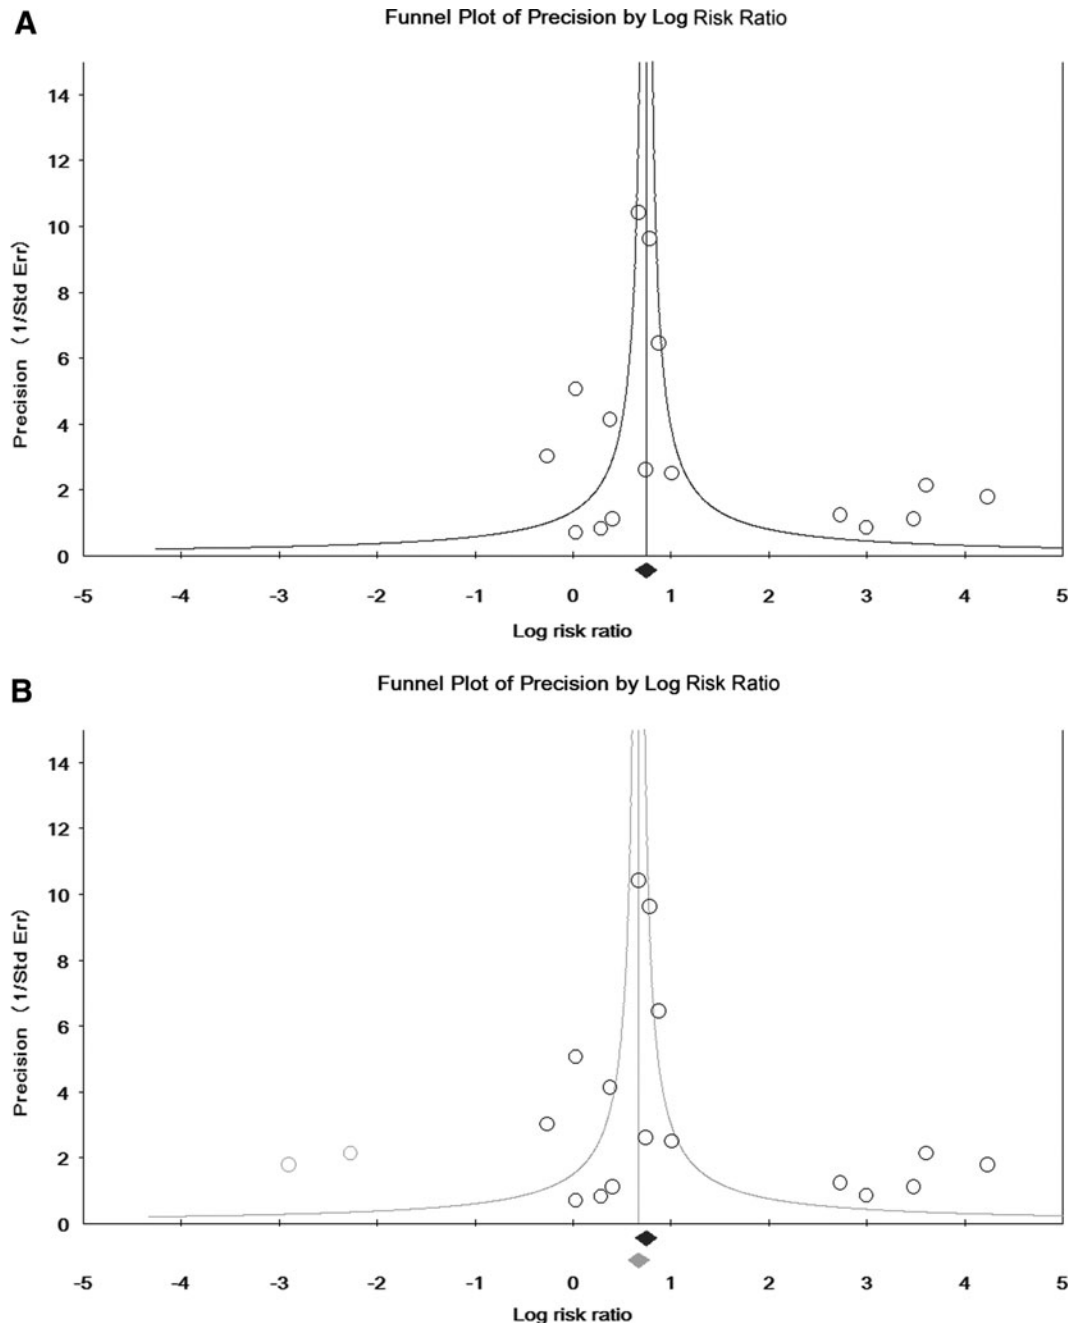 A
Funnel Plot of Precision by Log Risk Ratio
Precision (1/Std Err)
14
12
10
8
6
4
2
0
-5 -4 -3 -2 -1 0 1 2 3 4 5
Log risk ratio
B
Funnel Plot of Precision by Log Risk Ratio
Precision (1/Std Err)
14
12
10
8
6
4
2
0
-5 -4 -3 -2 -1 0 1 2 3 4 5
Log risk ratio